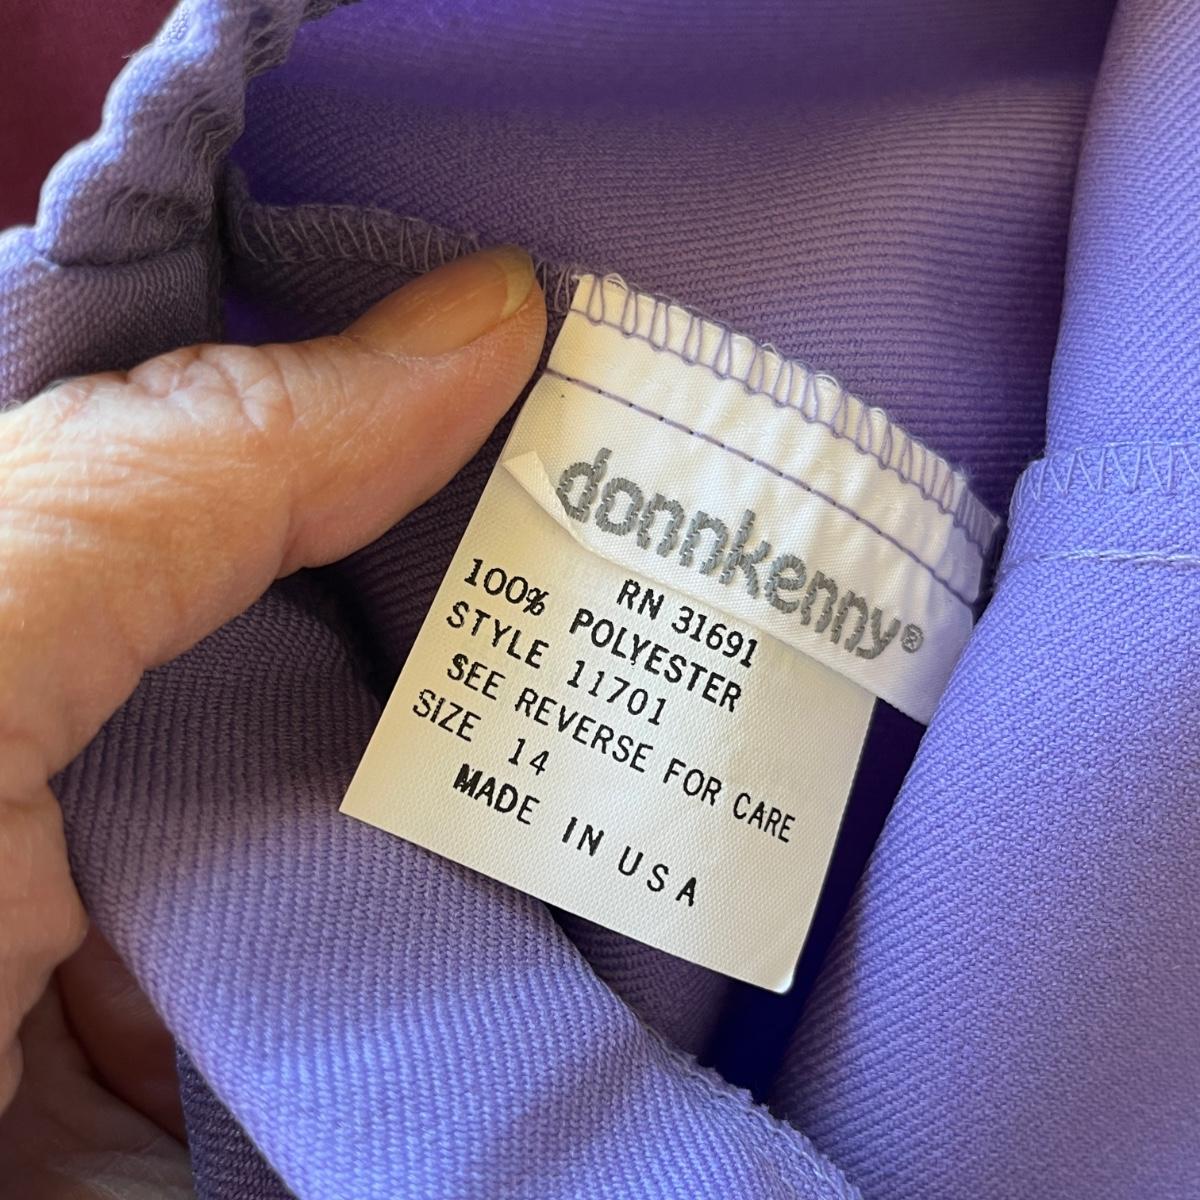 donnkenny®
RN 31691
100% POLYESTER
STYLE 11701
SEE REVERSE FOR CARE
SIZE 14
MADE IN USA